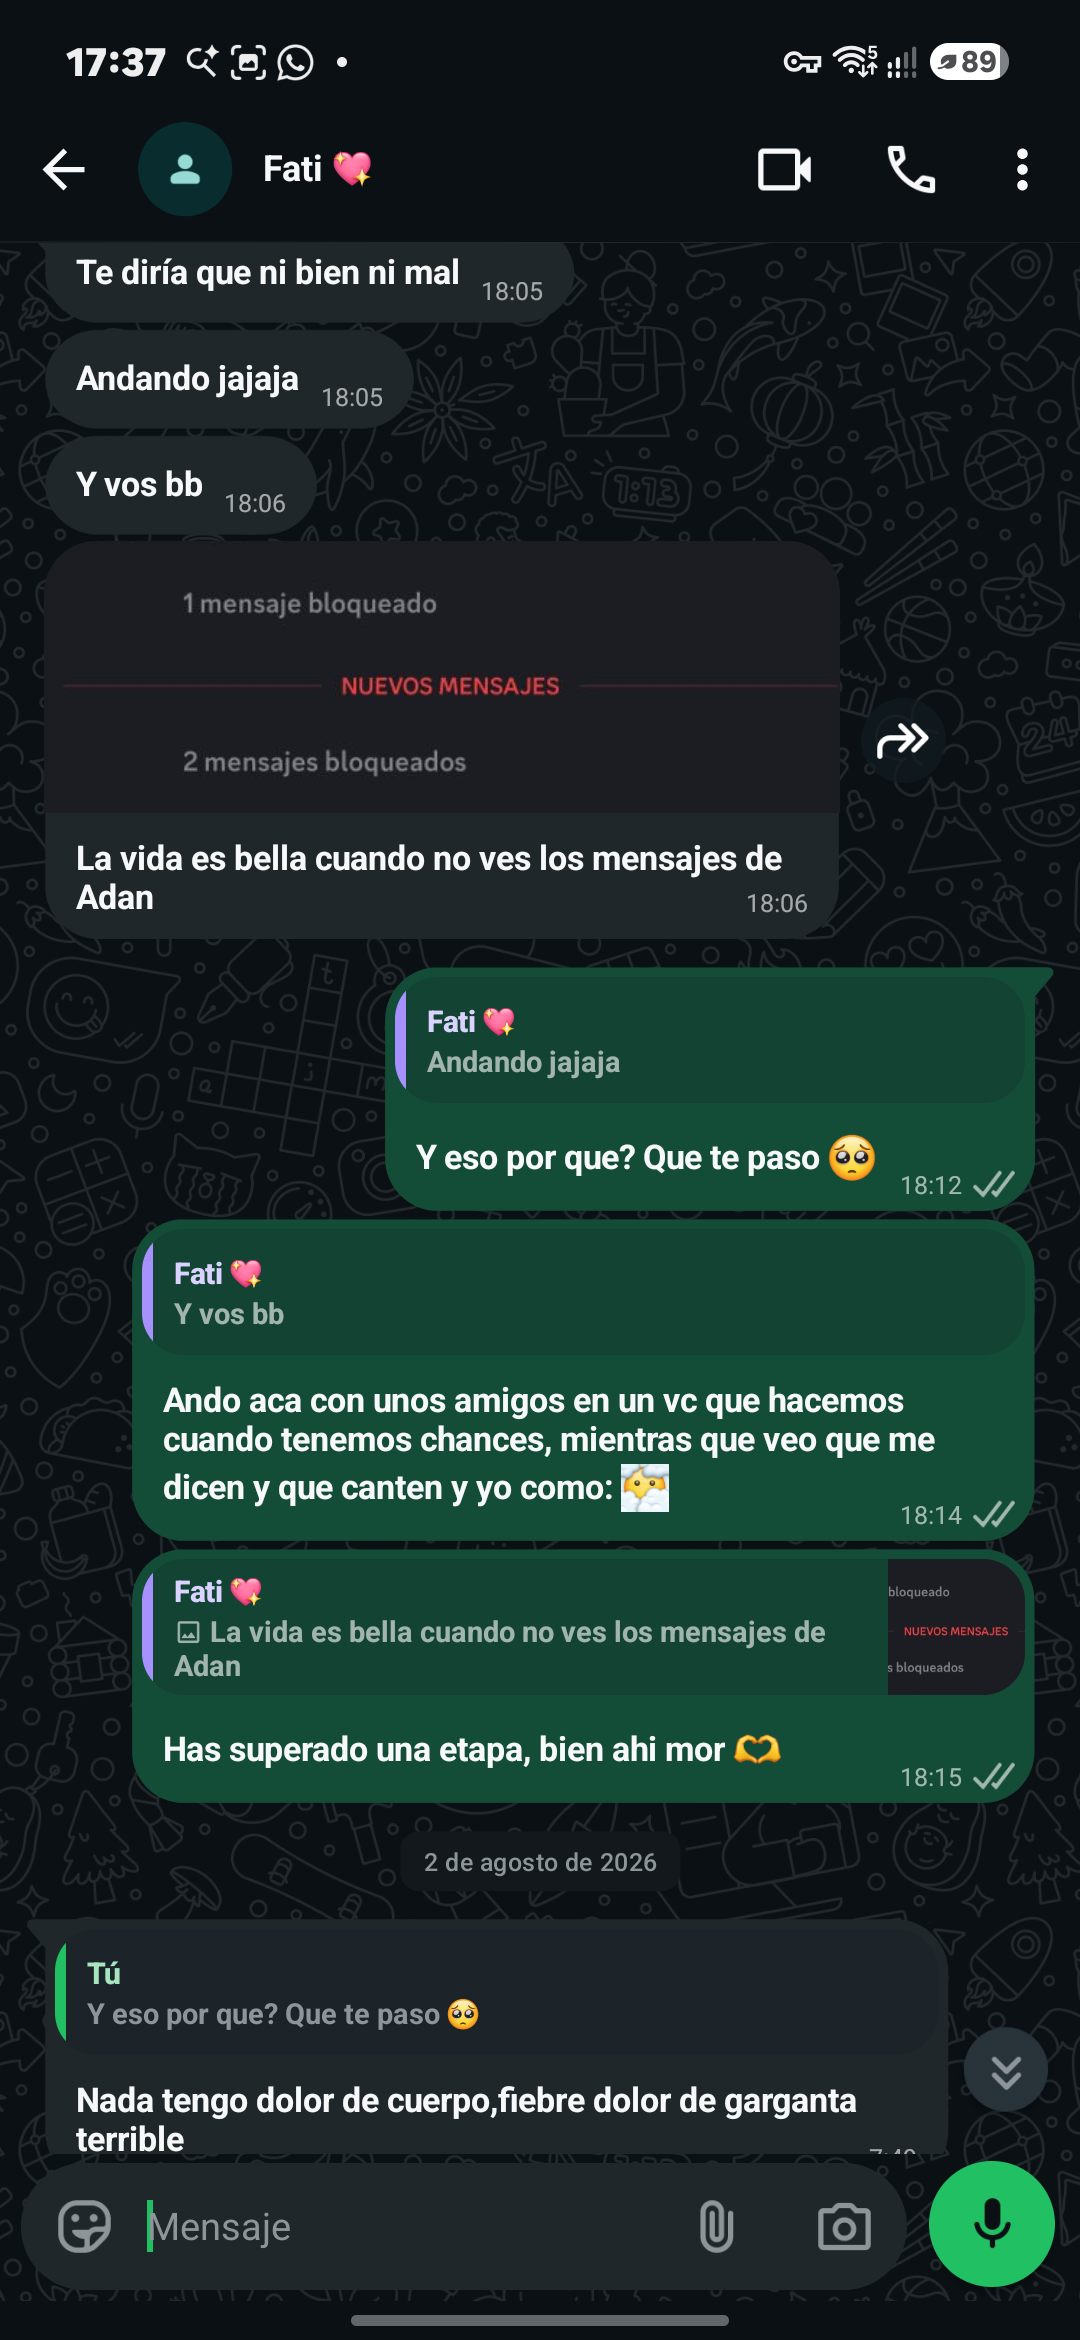 17:37
5
89
Fati 💖
Te diría que ni bien ni mal 18:05
Andando jajaja 18:05
Y vos bb 18:06
1 mensaje bloqueado
NUEVOS MENSAJES
2 mensajes bloqueados
La vida es bella cuando no ves los mensajes de
Adan 18:06
Fati 💖
Andando jajaja
Y eso por que? Que te paso 🥺 18:12
Fati 💖
Y vos bb
Ando aca con unos amigos en un vc que hacemos
cuando tenemos chances, mientras que veo que me
dicen y que canten y yo como: 😶‍🌫️ 18:14
Fati 💖
La vida es bella cuando no ves los mensajes de
Adan
bloqueado
NUEVOS MENSAJES
s bloqueados
Has superado una etapa, bien ahi mor 🫶 18:15
2 de agosto de 2026
Tú
Y eso por que? Que te paso 🥺
Nada tengo dolor de cuerpo,fiebre dolor de garganta
terrible
Mensaje